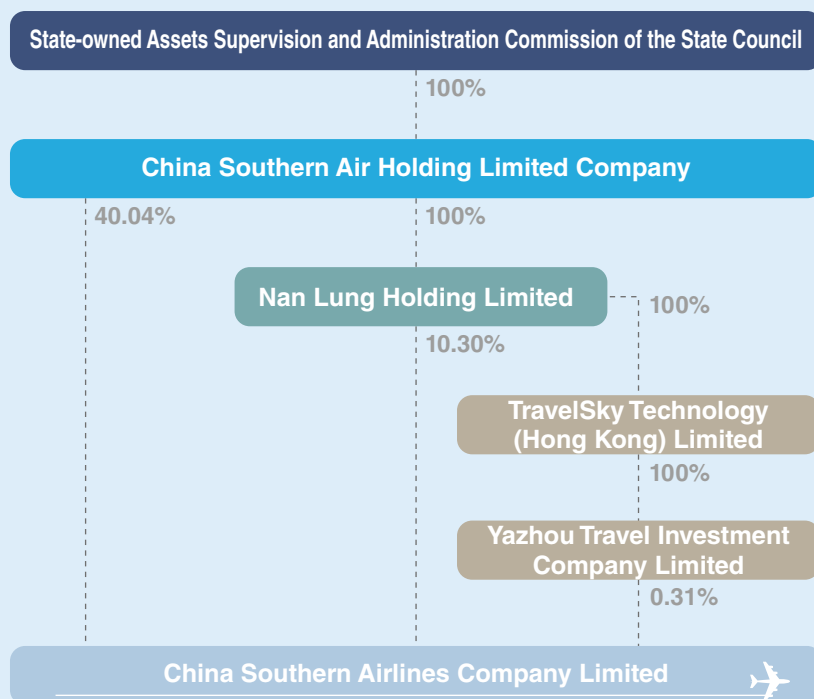 State-owned Assets Supervision and Administration Commission of the State Council
100%
China Southern Air Holding Limited Company
40.04%
100%
Nan Lung Holding Limited
100%
10.30%
TravelSky Technology
(Hong Kong) Limited
100%
Yazhou Travel Investment
Company Limited
0.31%
China Southern Airlines Company Limited